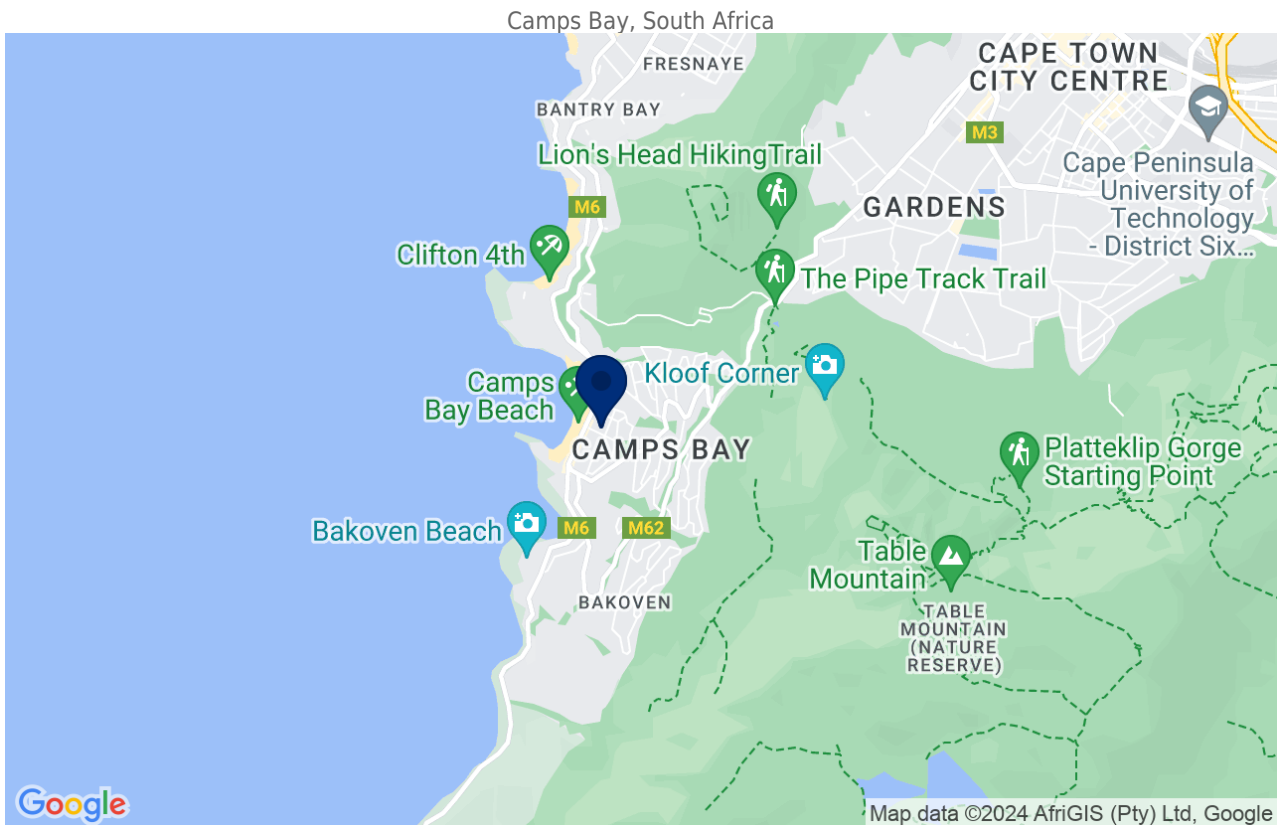 Camps Bay, South Africa
FRESNAYE
CAPE TOWN
CITY CENTRE
BANTRY BAY
M3
Lion's Head HikingTrail
Cape Peninsula
University of
Technology
- District Six...
M6
GARDENS
Clifton 4th
The Pipe Track Trail
Kloof Corner
Camps
Bay Beach
CAMPS BAY
Platteklip Gorge
Starting Point
Bakoven Beach
M6
M62
Table
Mountain
BAKOVEN
TABLE
MOUNTAIN
(NATURE
RESERVE)
Google
Map data ©2024 AfriGIS (Pty) Ltd, Google